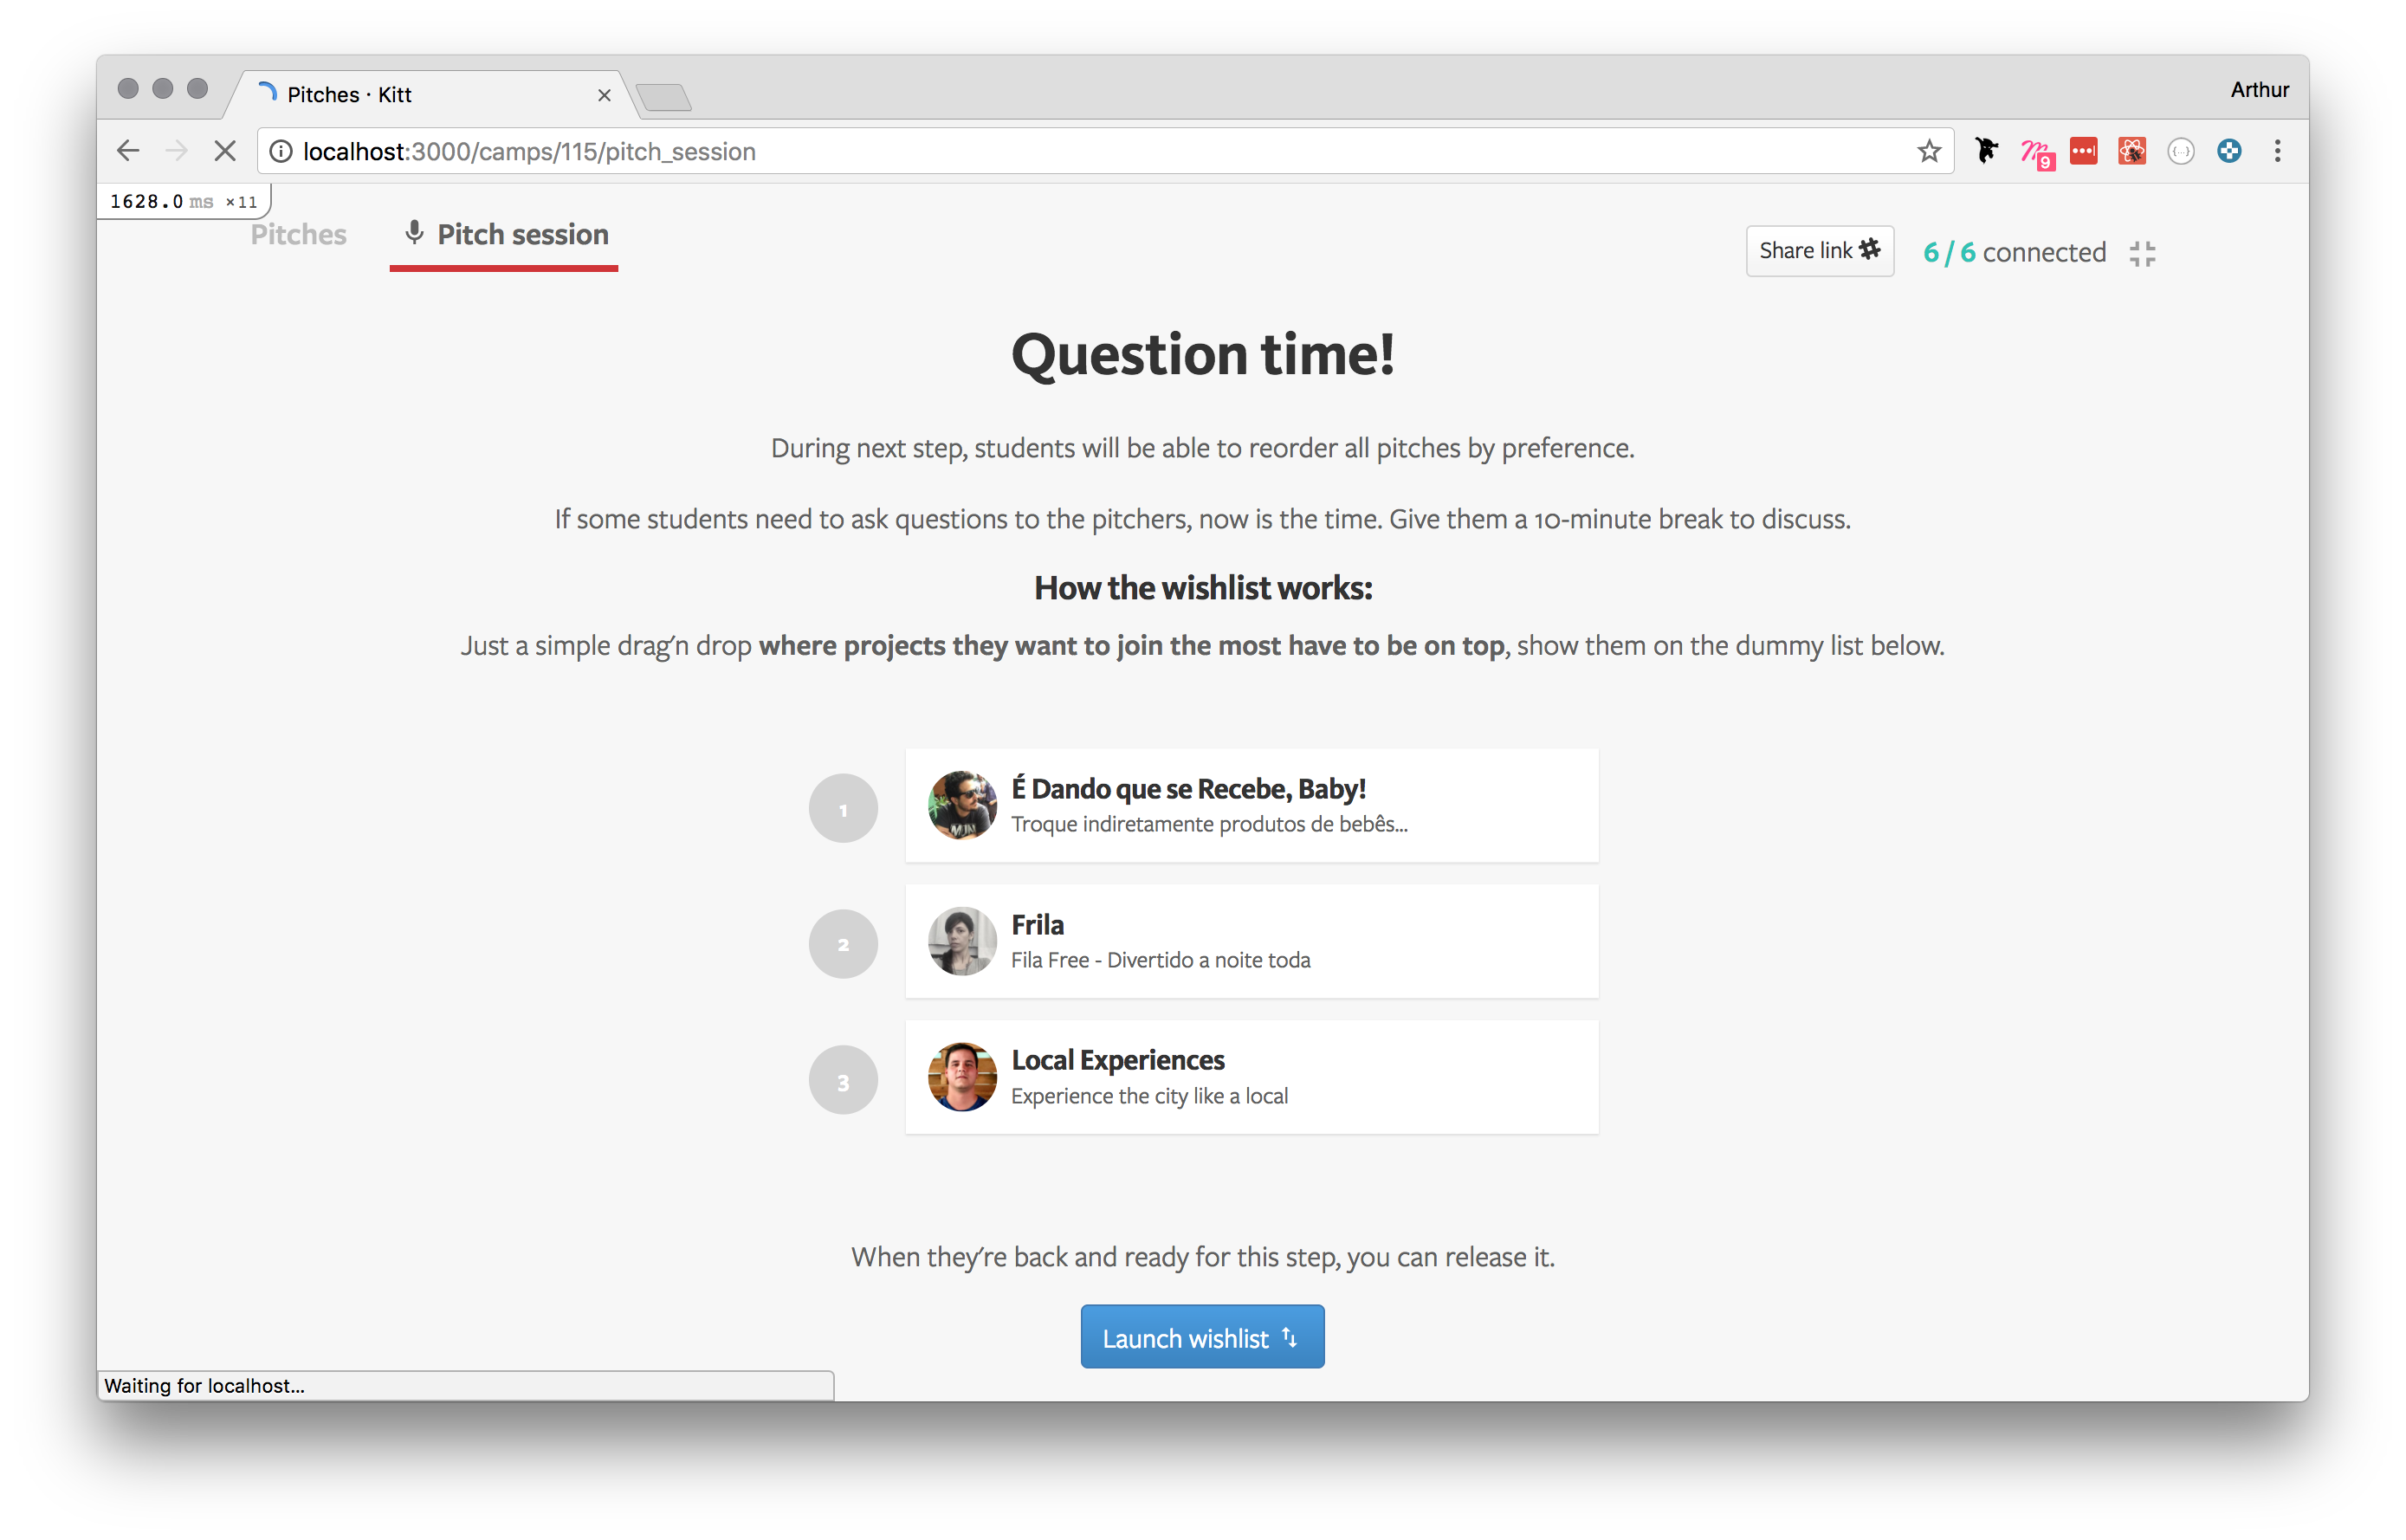 Pitches · Kitt
Arthur
localhost:3000/camps/115/pitch_session
9
1628.0 ms ×11
Pitches
Pitch session
Share link
6 / 6 connected
Question time!
During next step, students will be able to reorder all pitches by preference.
If some students need to ask questions to the pitchers, now is the time. Give them a 10-minute break to discuss.
How the wishlist works:
Just a simple drag'n drop where projects they want to join the most have to be on top, show them on the dummy list below.
1
É Dando que se Recebe, Baby!
Troque indiretamente produtos de bebês...
2
Frila
Fila Free - Divertido a noite toda
3
Local Experiences
Experience the city like a local
When they're back and ready for this step, you can release it.
Launch wishlist
Waiting for localhost...